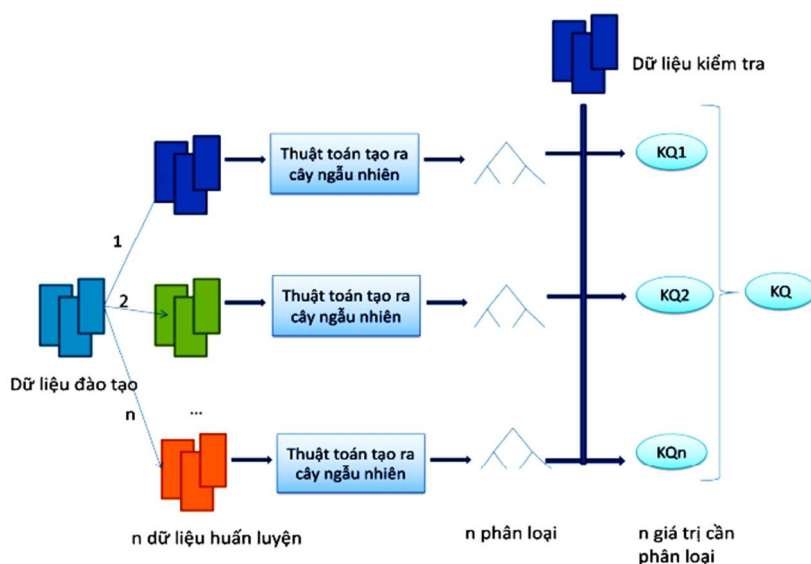 Dữ liệu kiểm tra
Thuật toán tạo ra
cây ngẫu nhiên
KQ1
1
2
Thuật toán tạo ra
cây ngẫu nhiên
KQ2
KQ
Dữ liệu đào tạo
n
...
Thuật toán tạo ra
cây ngẫu nhiên
KQn
n dữ liệu huấn luyện
n phân loại
n giá trị cần
phân loại